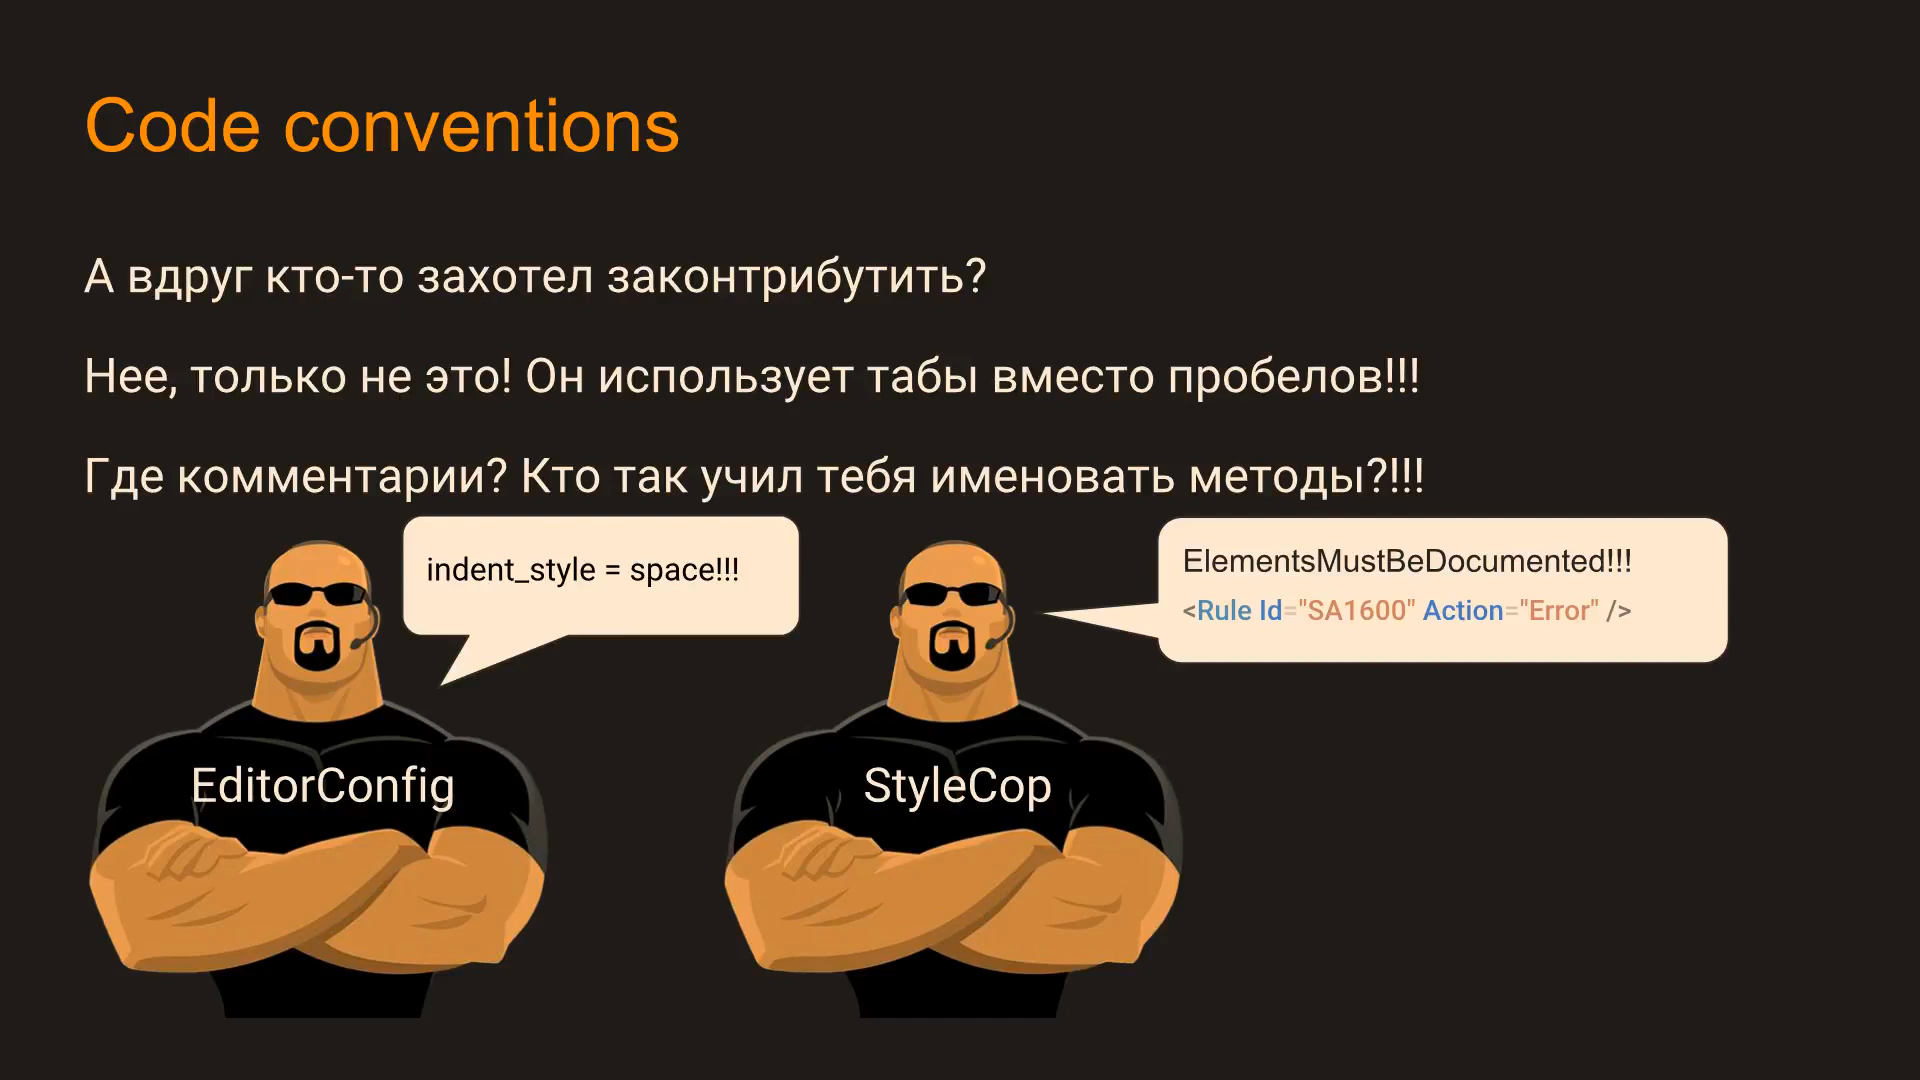 Code conventions
А вдруг кто-то захотел законтрибутить?
Нее, только не это! Он использует табы вместо пробелов!!!
Где комментарии? Кто так учил тебя именовать методы?!!!
indent_style = space!!!
ElementsMustBeDocumented!!!
<Rule Id="SA1600" Action="Error" />
EditorConfig
StyleCop